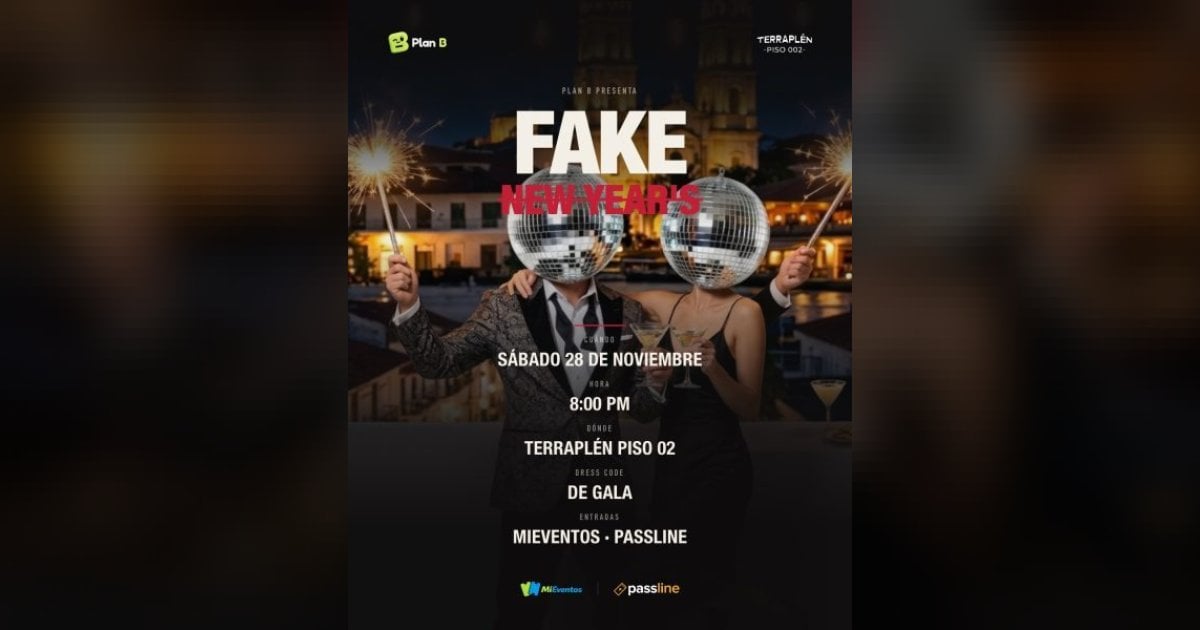 Plan B
TERRAPLÉN
-PISO 002-
PLAN B PRESENTA
FAKE
NEW YEAR'S
CUÁNDO
SÁBADO 28 DE NOVIEMBRE
HORA
8:00 PM
DÓNDE
TERRAPLÉN PISO 02
DRESS CODE
DE GALA
ENTRADAS
MIEVENTOS · PASSLINE
MiEventos
passline